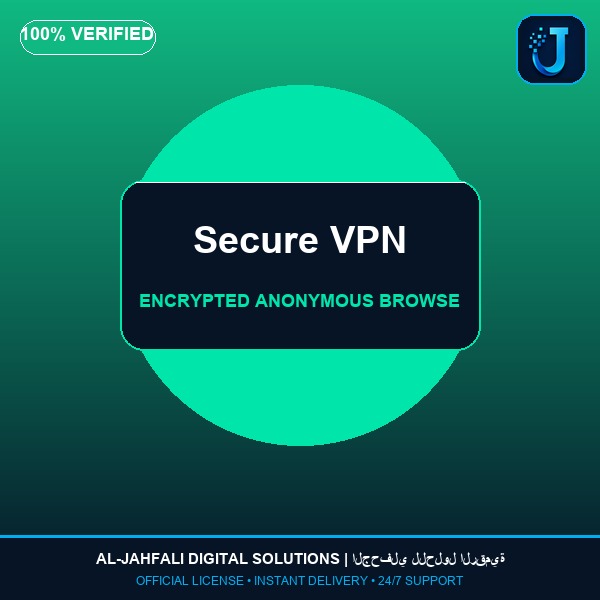 100% VERIFIED
Secure VPN
ENCRYPTED ANONYMOUS BROWSE
AL-JAHFALI DIGITAL SOLUTIONS | الجحفلي للحلول الرقمية
OFFICIAL LICENSE • INSTANT DELIVERY • 24/7 SUPPORT